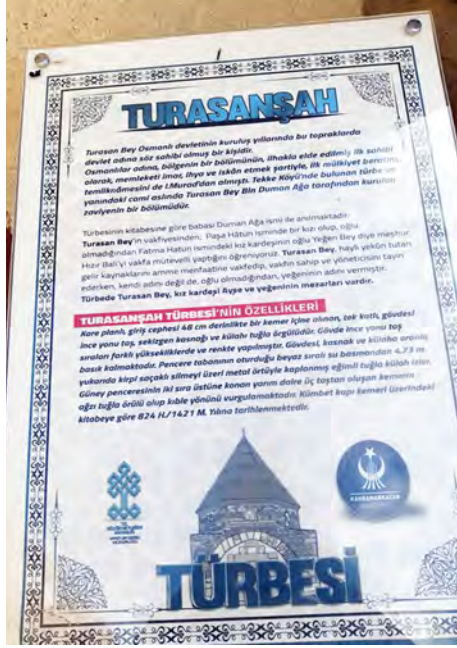 TURASANŞAH
Turasan Bey Osmanlı devletinin kuruluş yıllarında bu topraklarda
devlet adına söz sahibi olmuş bir kişidir.
Osmanlılar adına, bölgenin bir bölümünün, ilhakla elde edilmiş ilk sahibi
olarak, memleketi imar, ihya ve iskân etmek şartiyle, ilk mülkiyet beratını,
temliknâmesini de I.Murad'dan almıştı. Tekke Köyü'nde bulunan türbe ve
yanındaki cami aslında Turasan Bey Bin Duman Ağa tarafından kurulan
zaviyenin bir bölümüdür.
Türbesinin kitabesine göre babası Duman Ağa ismi ile anılmaktadır.
Turasan Bey'in vakfiyesinden, Paşa Hâtun isminde bir kızı olup, oğlu
olmadığından Fatma Hatun ismindeki kız kardeşinin oğlu Yeğen Bey diye meşhur
Hızır Bali'yi vakfa mütevelli yaptığını öğreniyoruz. Turasan Bey, hayli yekûn tutan
gelir kaynaklarını amme menfaatine vakfedip, vakfın sahip ve yöneticisini tayin
ederken, kendi adını değil de, oğlu olmadığından, yeğeninin adını vermiştir.
Türbede Turasan Bey, kız kardeşi Ayşe ve yeğeninin mezarları vardır.
TURASANŞAH TÜRBESİ'NİN ÖZELLİKLERİ
Kare planlı, giriş cephesi 48 cm derinlikte bir kemer içine alınan, tek katlı, gövdesi
ince yonu taş, sekizgen kasnağı ve külahı tuğla örgülüdür. Gövde ince yonu taş
sıraları farklı yüksekliklerde ve renkte yapılmıştır. Gövdesi, kasnak ve külaha oranla
basık kalmaktadır. Pencere tabanının oturduğu beyaz sıralı su basmandan 4.73 m.
yukarıda kirpi saçaklı silmeyi üzeri metal örtüyle kaplanmış eğimli tuğla külah izler.
Güney penceresinin iki sıra üstüne konan yarım daire üç taştan oluşan kemerin
ağzı tuğla örülü olup kıble yönünü vurgulamaktadır. Kümbet kapı kemeri üzerindeki
kitabeye göre 824 H./1421 M. Yılına tarihlenmektedir.
KAHRAMANKAZAN
TÜRBESİ